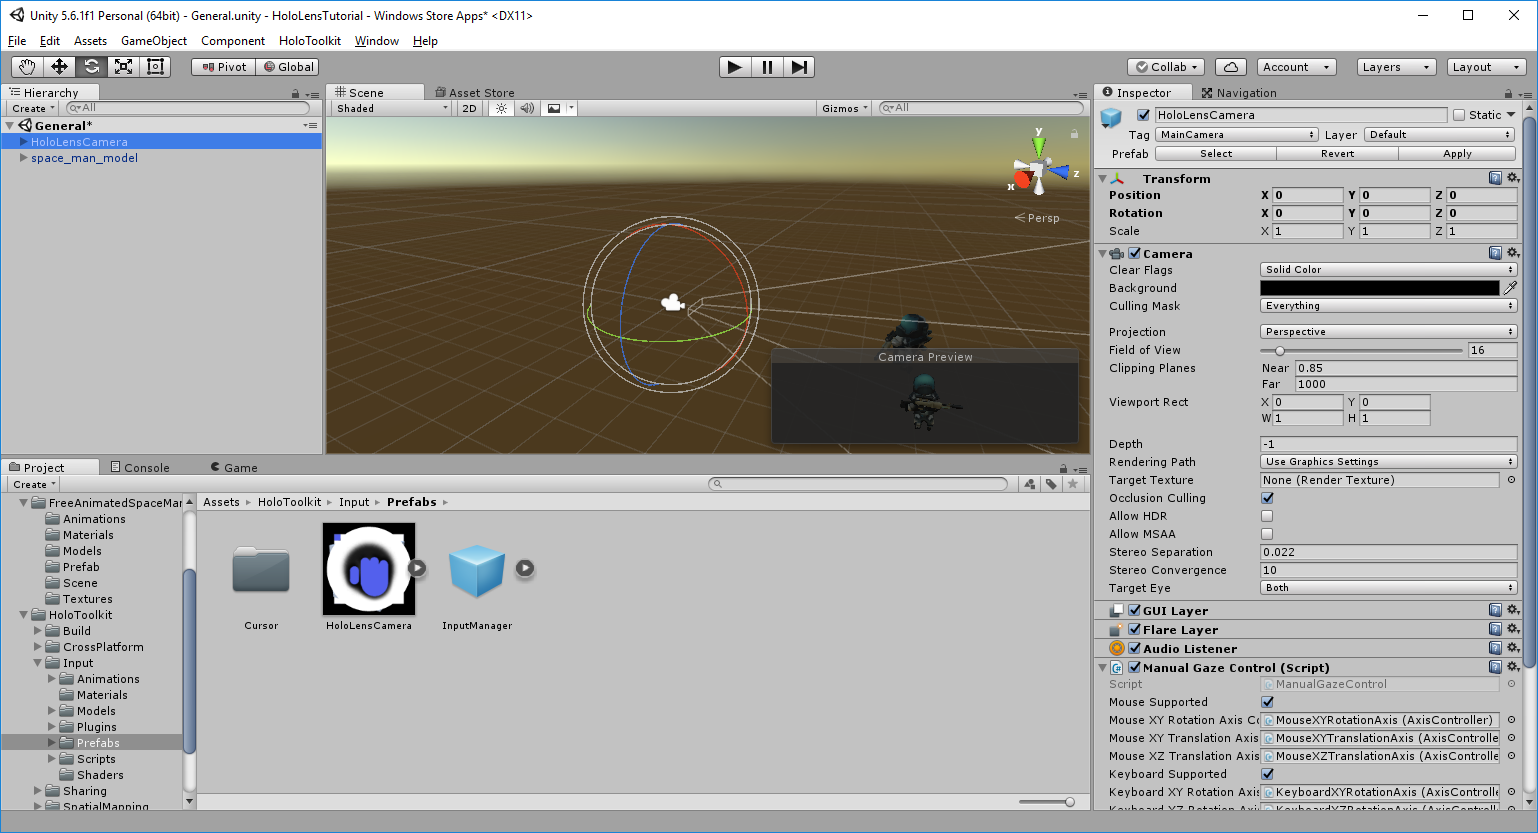 Unity 5.6.1f1 Personal (64bit) - General.unity - HoloLensTutorial - Windows Store Apps* <DX11>
File Edit Assets GameObject Component HoloToolkit Window Help
Pivot Global Collab Account Layers Layout
Hierarchy
Create All
General*
HoloLensCamera
space_man_model
Scene Asset Store
Shaded 2D Gizmos All
y
z
x
Persp
Camera Preview
Project Console Game
Create
FreeAnimatedSpaceMar
Animations
Materials
Models
Prefab
Scene
Textures
HoloToolkit
Build
CrossPlatform
Input
Animations
Materials
Models
Plugins
Prefabs
Scripts
Shaders
Sharing
SpatialMapping
Assets HoloToolkit Input Prefabs
Cursor HoloLensCamera InputManager
Inspector Navigation
HoloLensCamera Static
Tag MainCamera Layer Default
Prefab Select Revert Apply
Transform
Position X 0 Y 0 Z 0
Rotation X 0 Y 0 Z 0
Scale X 1 Y 1 Z 1
Camera
Clear Flags Solid Color
Background
Culling Mask Everything
Projection Perspective
Field of View 16
Clipping Planes Near 0.85
Far 1000
Viewport Rect X 0 Y 0
W 1 H 1
Depth -1
Rendering Path Use Graphics Settings
Target Texture None (Render Texture)
Occlusion Culling
Allow HDR
Allow MSAA
Stereo Separation 0.022
Stereo Convergence 10
Target Eye Both
GUI Layer
Flare Layer
Audio Listener
Manual Gaze Control (Script)
Script ManualGazeControl
Mouse Supported
Mouse XY Rotation Axis Co MouseXYRotationAxis (AxisController)
Mouse XY Translation Axis MouseXYTranslationAxis (AxisControlle
Mouse XZ Translation Axis MouseXZTranslationAxis (AxisControlle
Keyboard Supported
Keyboard XY Rotation Axis KeyboardXYRotationAxis (AxisControlle
Keyboard XZ Rotation Axis KeyboardXZRotationAxis (AxisControlle